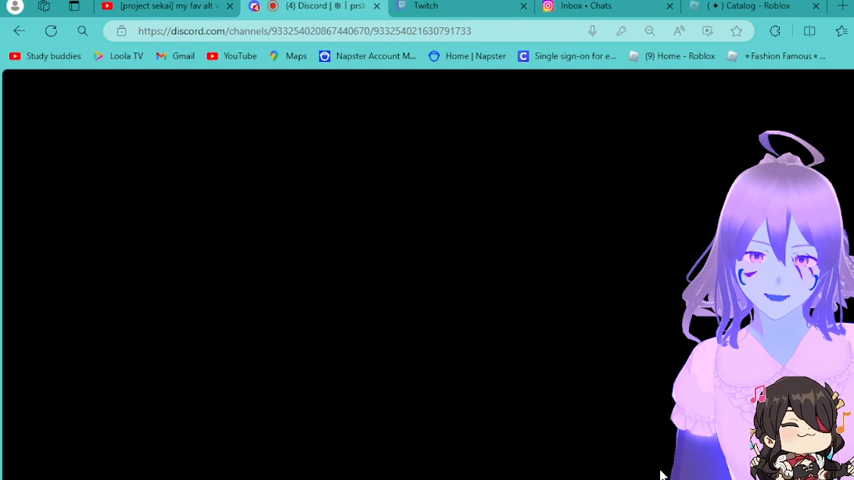 [project sekai] my fav alt v
(4) Discord | ❄ | prsk
Twitch
Inbox • Chats
( ✦ ) Catalog - Roblox
https://discord.com/channels/933254020867440670/933254021630791733
Study buddies
Loola TV
Gmail
YouTube
Maps
Napster Account M...
Home | Napster
Single sign-on for e...
(9) Home - Roblox
★Fashion Famous★...